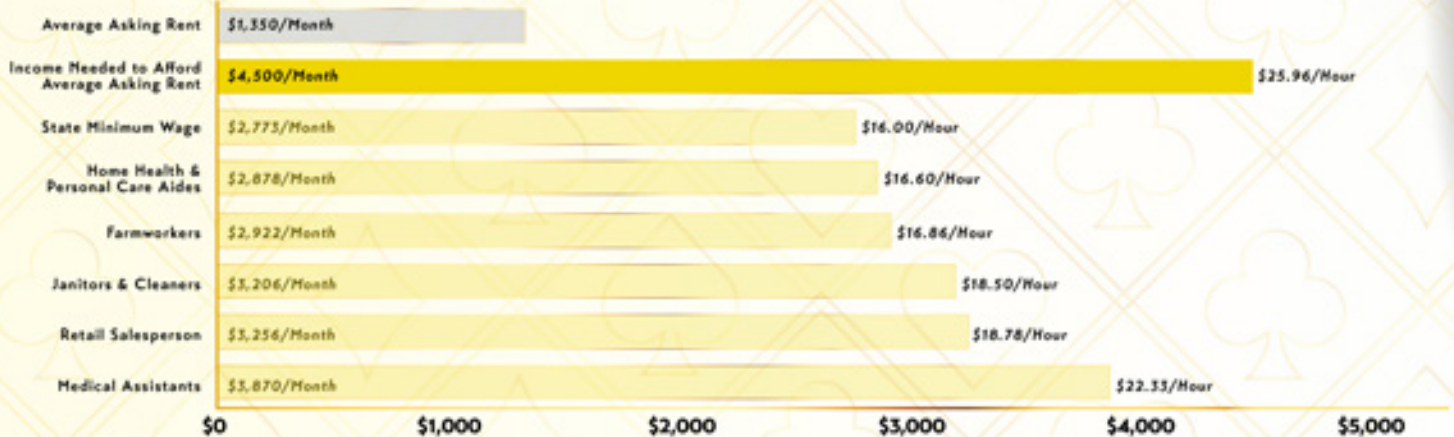 Average Asking Rent $1,350/Month
Income Needed to Afford
Average Asking Rent $4,500/Month $25.96/Hour
State Minimum Wage $2,773/Month $16.00/Hour
Home Health &
Personal Care Aides $2,878/Month $16.60/Hour
Farmworkers $2,922/Month $16.86/Hour
Janitors & Cleaners $3,206/Month $18.50/Hour
Retail Salesperson $3,256/Month $18.78/Hour
Medical Assistants $3,870/Month $22.33/Hour
$0 $1,000 $2,000 $3,000 $4,000 $5,000